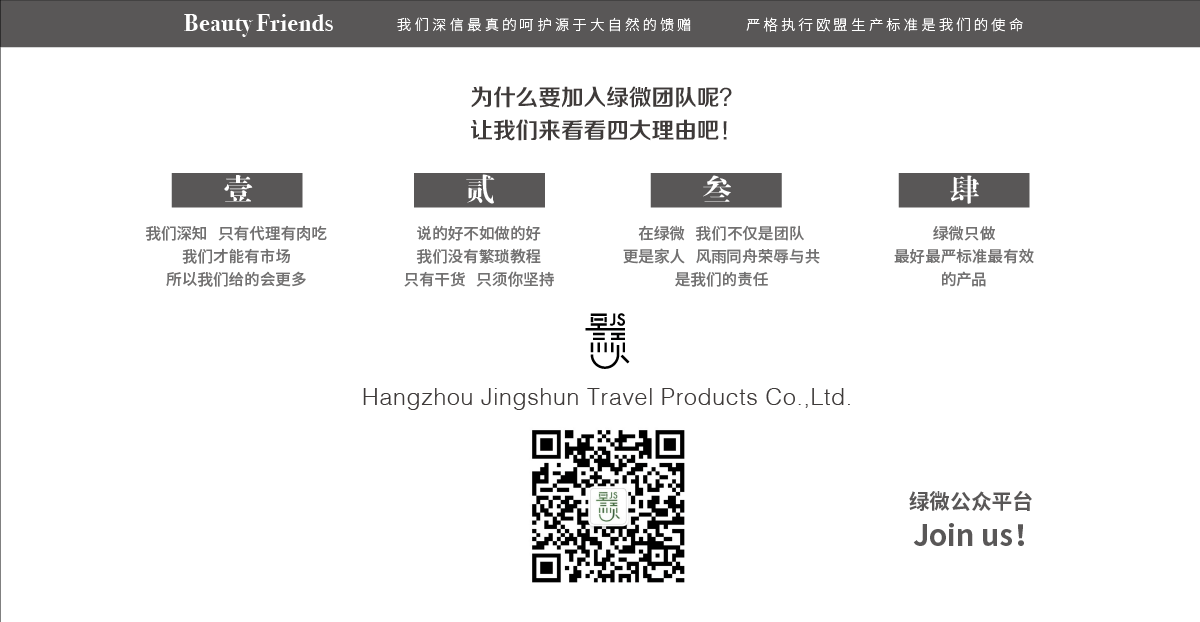 Beauty Friends 我们深信最真的呵护源于大自然的馈赠 严格执行欧盟生产标准是我们的使命
为什么要加入绿微团队呢？
让我们来看看四大理由吧！
壹
我们深知 只有代理有肉吃
我们才能有市场
所以我们给的会更多
贰
说的好不如做的好
我们没有繁琐教程
只有干货 只须你坚持
叁
在绿微 我们不仅是团队
更是家人 风雨同舟荣辱与共
是我们的责任
肆
绿微只做
最好最严标准最有效
的产品
JS
Hangzhou Jingshun Travel Products Co.,Ltd.
绿微公众平台
Join us!